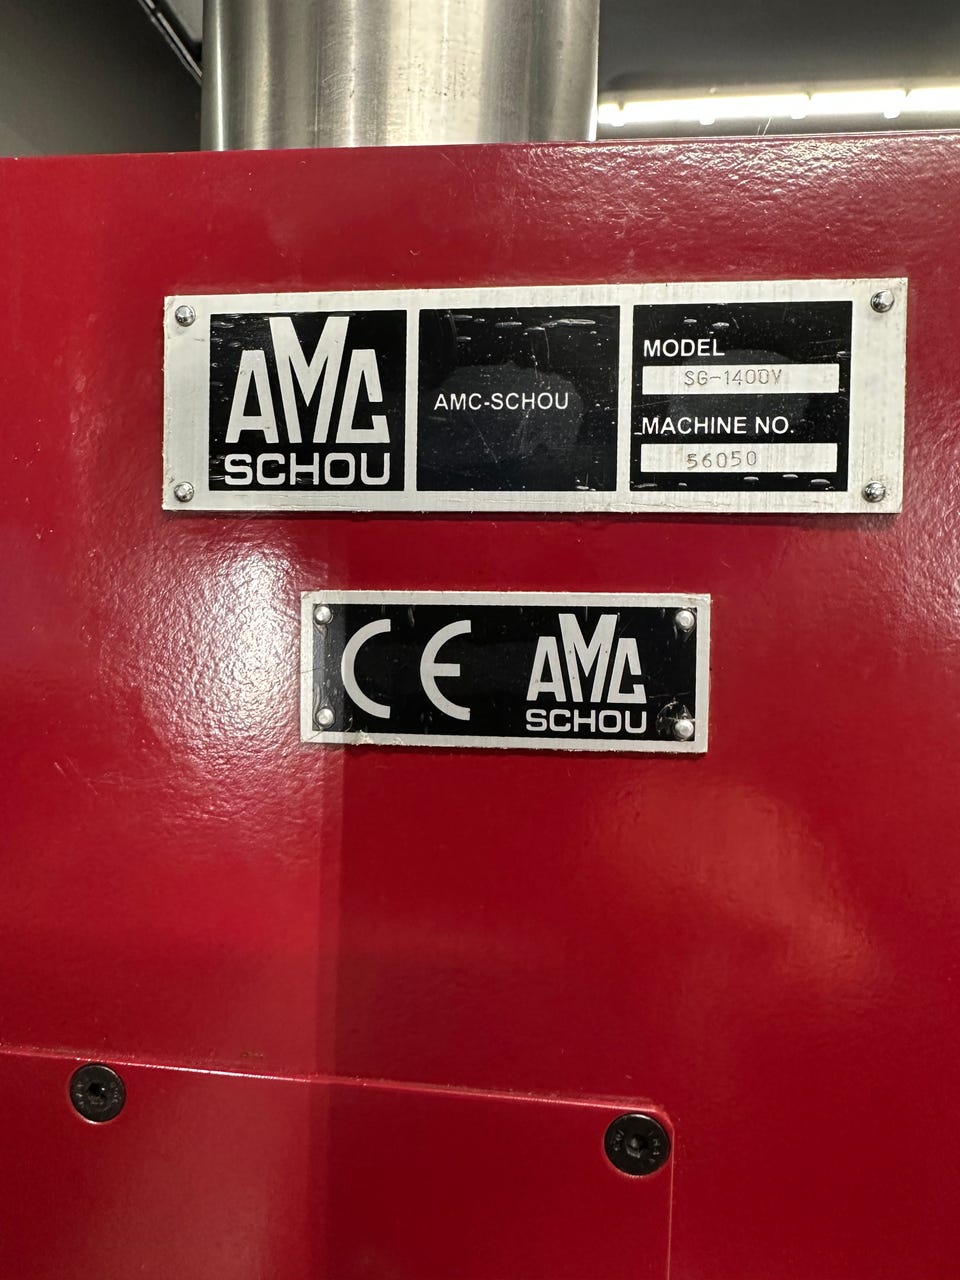 AMC
SCHOU
AMC-SCHOU
MODEL
SG-1400V
MACHINE NO.
56050
CE
AMC
SCHOU